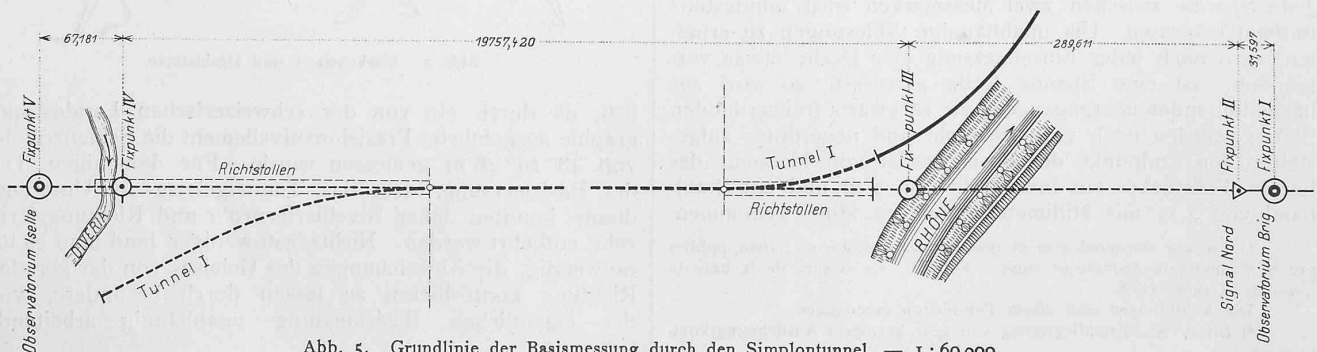 67,181
19757,420
289,611
31,597
Fixpunkt V
Fixpunkt IV
Fixpunkt III
Fixpunkt II
Fixpunkt I
Richtstollen
Tunnel I
Tunnel I
Richtstollen
DIVERIA
RHÔNE
Observatorium Iselle
Signal Nord
Observatorium Brig
Abb. 5. Grundlinie der Basismessung durch den Simplontunnel. — 1 : 60 000.